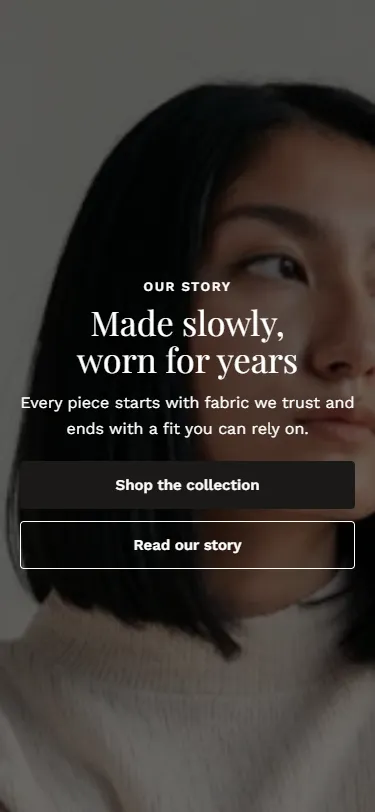 OUR STORY
Made slowly,
worn for years
Every piece starts with fabric we trust and
ends with a fit you can rely on.
Shop the collection
Read our story